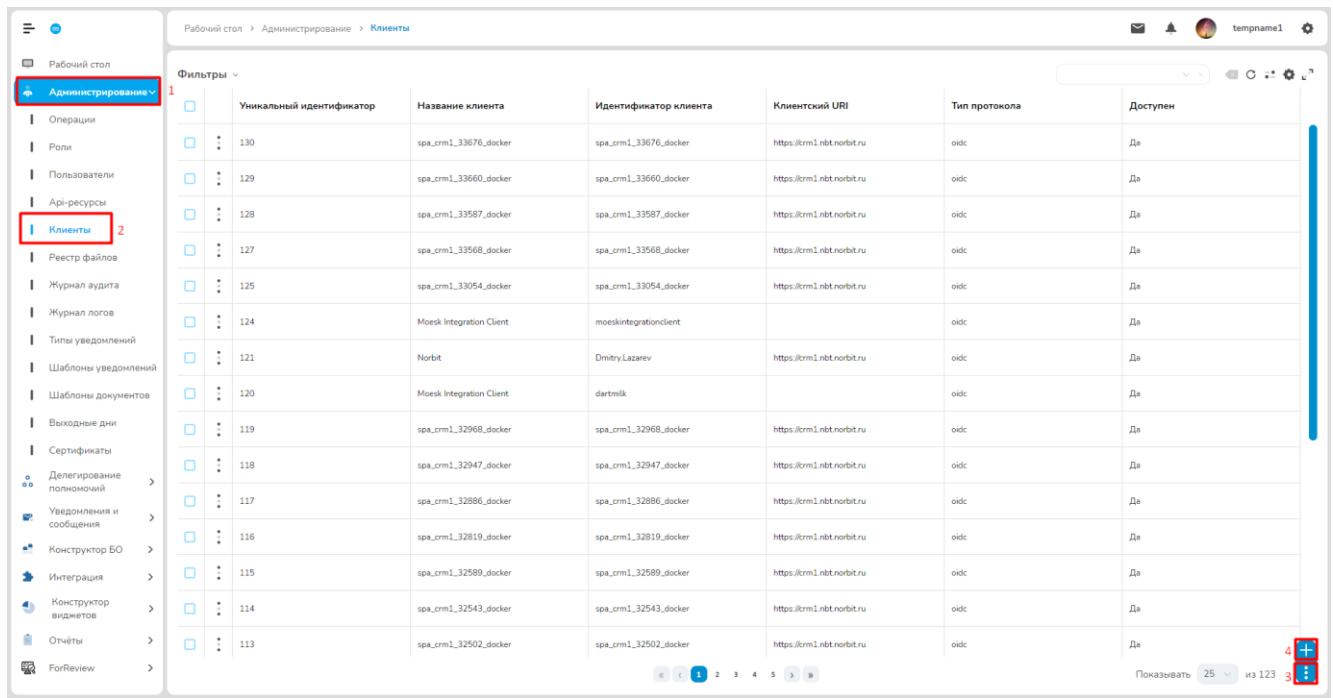 Рабочий стол > Администрирование > Клиенты
tempname1
Рабочий стол
Администрирование
1
Операции
Роли
Пользователи
Api-ресурсы
Клиенты
2
Реестр файлов
Журнал аудита
Журнал логов
Типы уведомлений
Шаблоны уведомлений
Шаблоны документов
Выходные дни
Сертификаты
Делегирование
полномочий
Уведомления и
сообщения
Конструктор БО
Интеграция
Конструктор
виджетов
Отчёты
ForReview
Фильтры
Уникальный идентификатор Название клиента Идентификатор клиента Клиентский URI Тип протокола Доступен
130 spa_crm1_33676_docker spa_crm1_33676_docker https://crm1.nbt.norbit.ru oidc Да
129 spa_crm1_33660_docker spa_crm1_33660_docker https://crm1.nbt.norbit.ru oidc Да
128 spa_crm1_33587_docker spa_crm1_33587_docker https://crm1.nbt.norbit.ru oidc Да
127 spa_crm1_33568_docker spa_crm1_33568_docker https://crm1.nbt.norbit.ru oidc Да
125 spa_crm1_33054_docker spa_crm1_33054_docker https://crm1.nbt.norbit.ru oidc Да
124 Moesk Integration Client moeskintegrationclient oidc Да
121 Norbit Dmitry.Lazarev https://crm1.nbt.norbit.ru oidc Да
120 Moesk Integration Client dartmilk oidc Да
119 spa_crm1_32968_docker spa_crm1_32968_docker https://crm1.nbt.norbit.ru oidc Да
118 spa_crm1_32947_docker spa_crm1_32947_docker https://crm1.nbt.norbit.ru oidc Да
117 spa_crm1_32886_docker spa_crm1_32886_docker https://crm1.nbt.norbit.ru oidc Да
116 spa_crm1_32819_docker spa_crm1_32819_docker https://crm1.nbt.norbit.ru oidc Да
115 spa_crm1_32589_docker spa_crm1_32589_docker https://crm1.nbt.norbit.ru oidc Да
114 spa_crm1_32543_docker spa_crm1_32543_docker https://crm1.nbt.norbit.ru oidc Да
113 spa_crm1_32502_docker spa_crm1_32502_docker https://crm1.nbt.norbit.ru oidc Да
4 +
« ‹ 1 2 3 4 5 › » Показывать 25 из 123 3